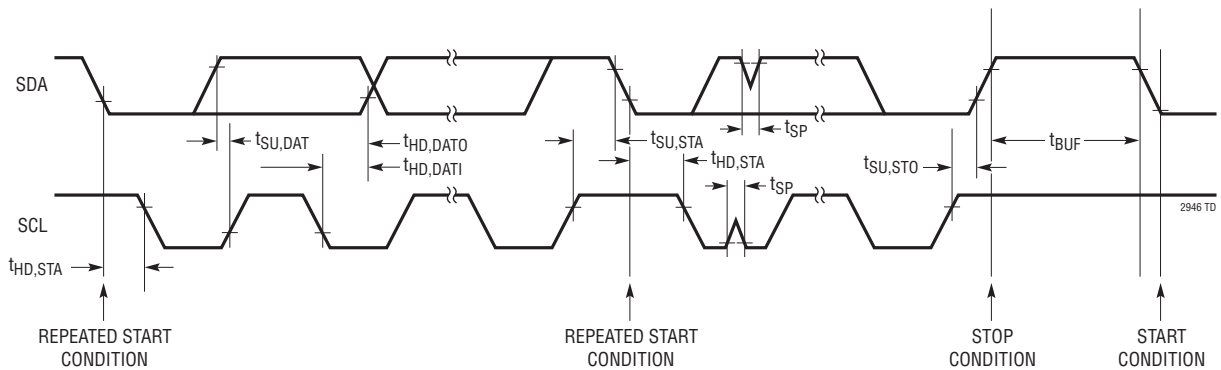 SDA
tSU,DAT
tHD,DATO
tHD,DATI
tSU,STA
tHD,STA
tSP
tSP
tSU,STO
tBUF
2946 TD
SCL
tHD,STA
REPEATED START
CONDITION
REPEATED START
CONDITION
STOP
CONDITION
START
CONDITION